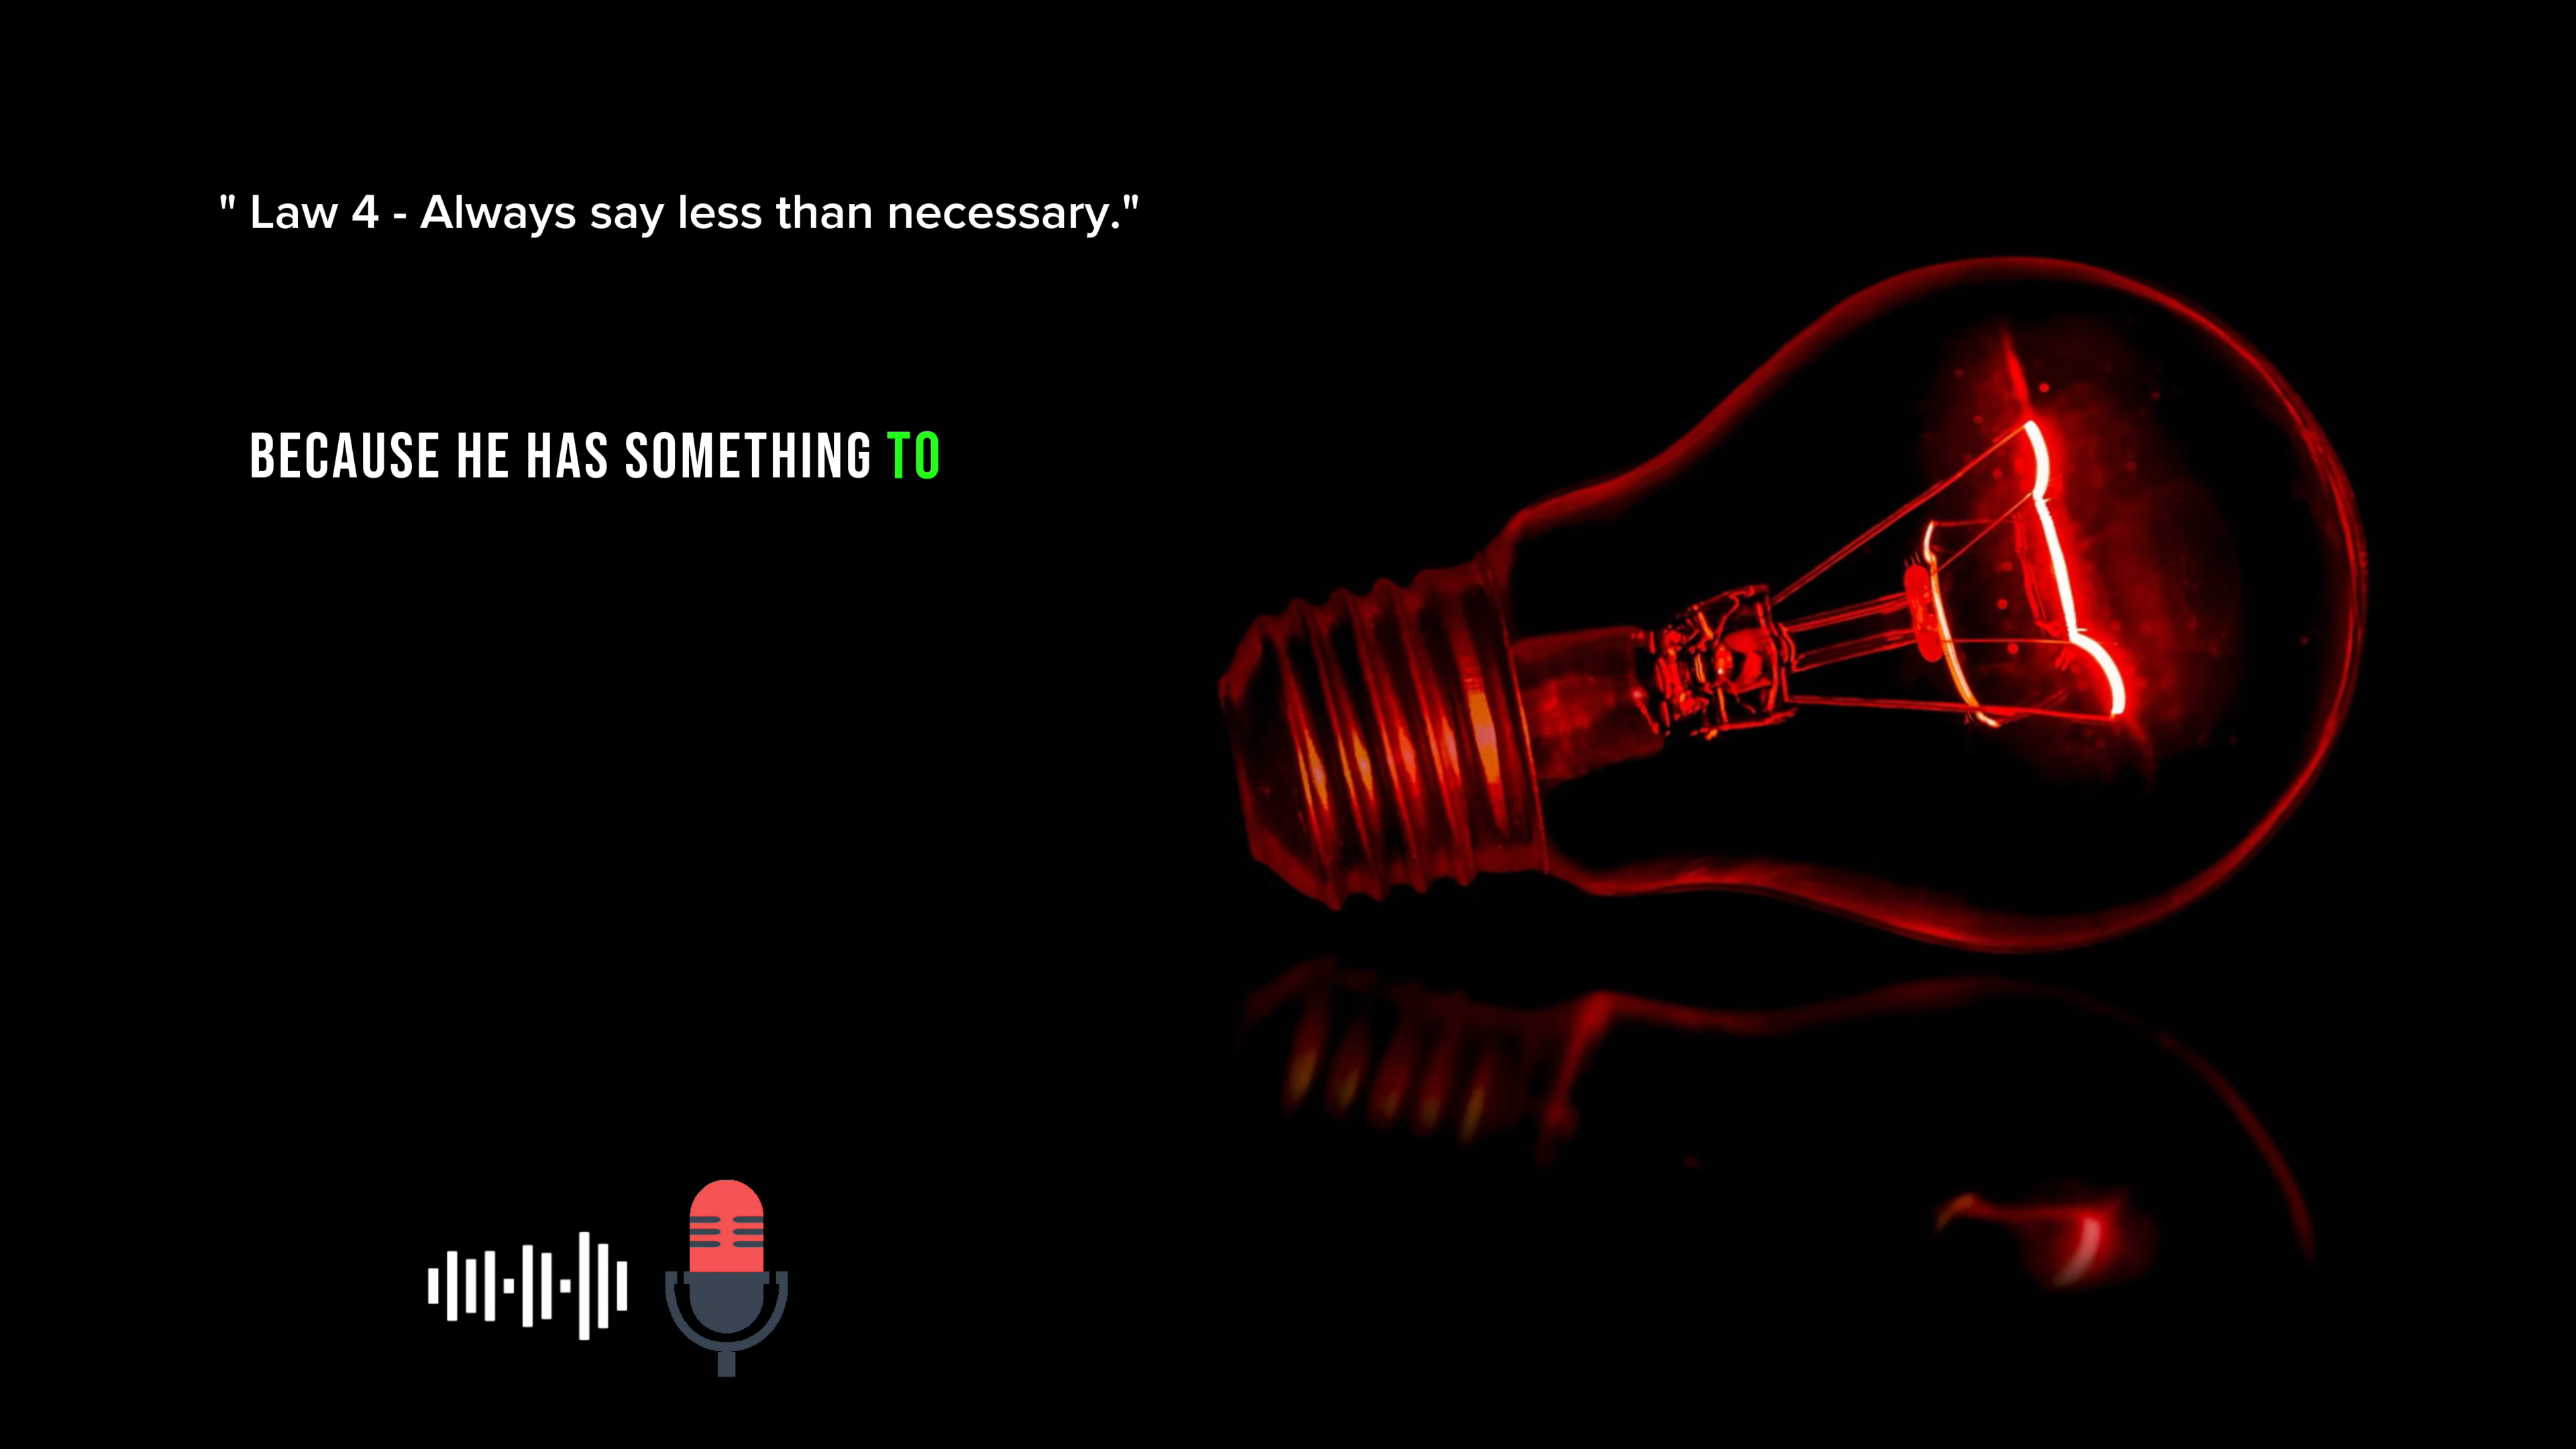 " Law 4 - Always say less than necessary."
BECAUSE HE HAS SOMETHING TO